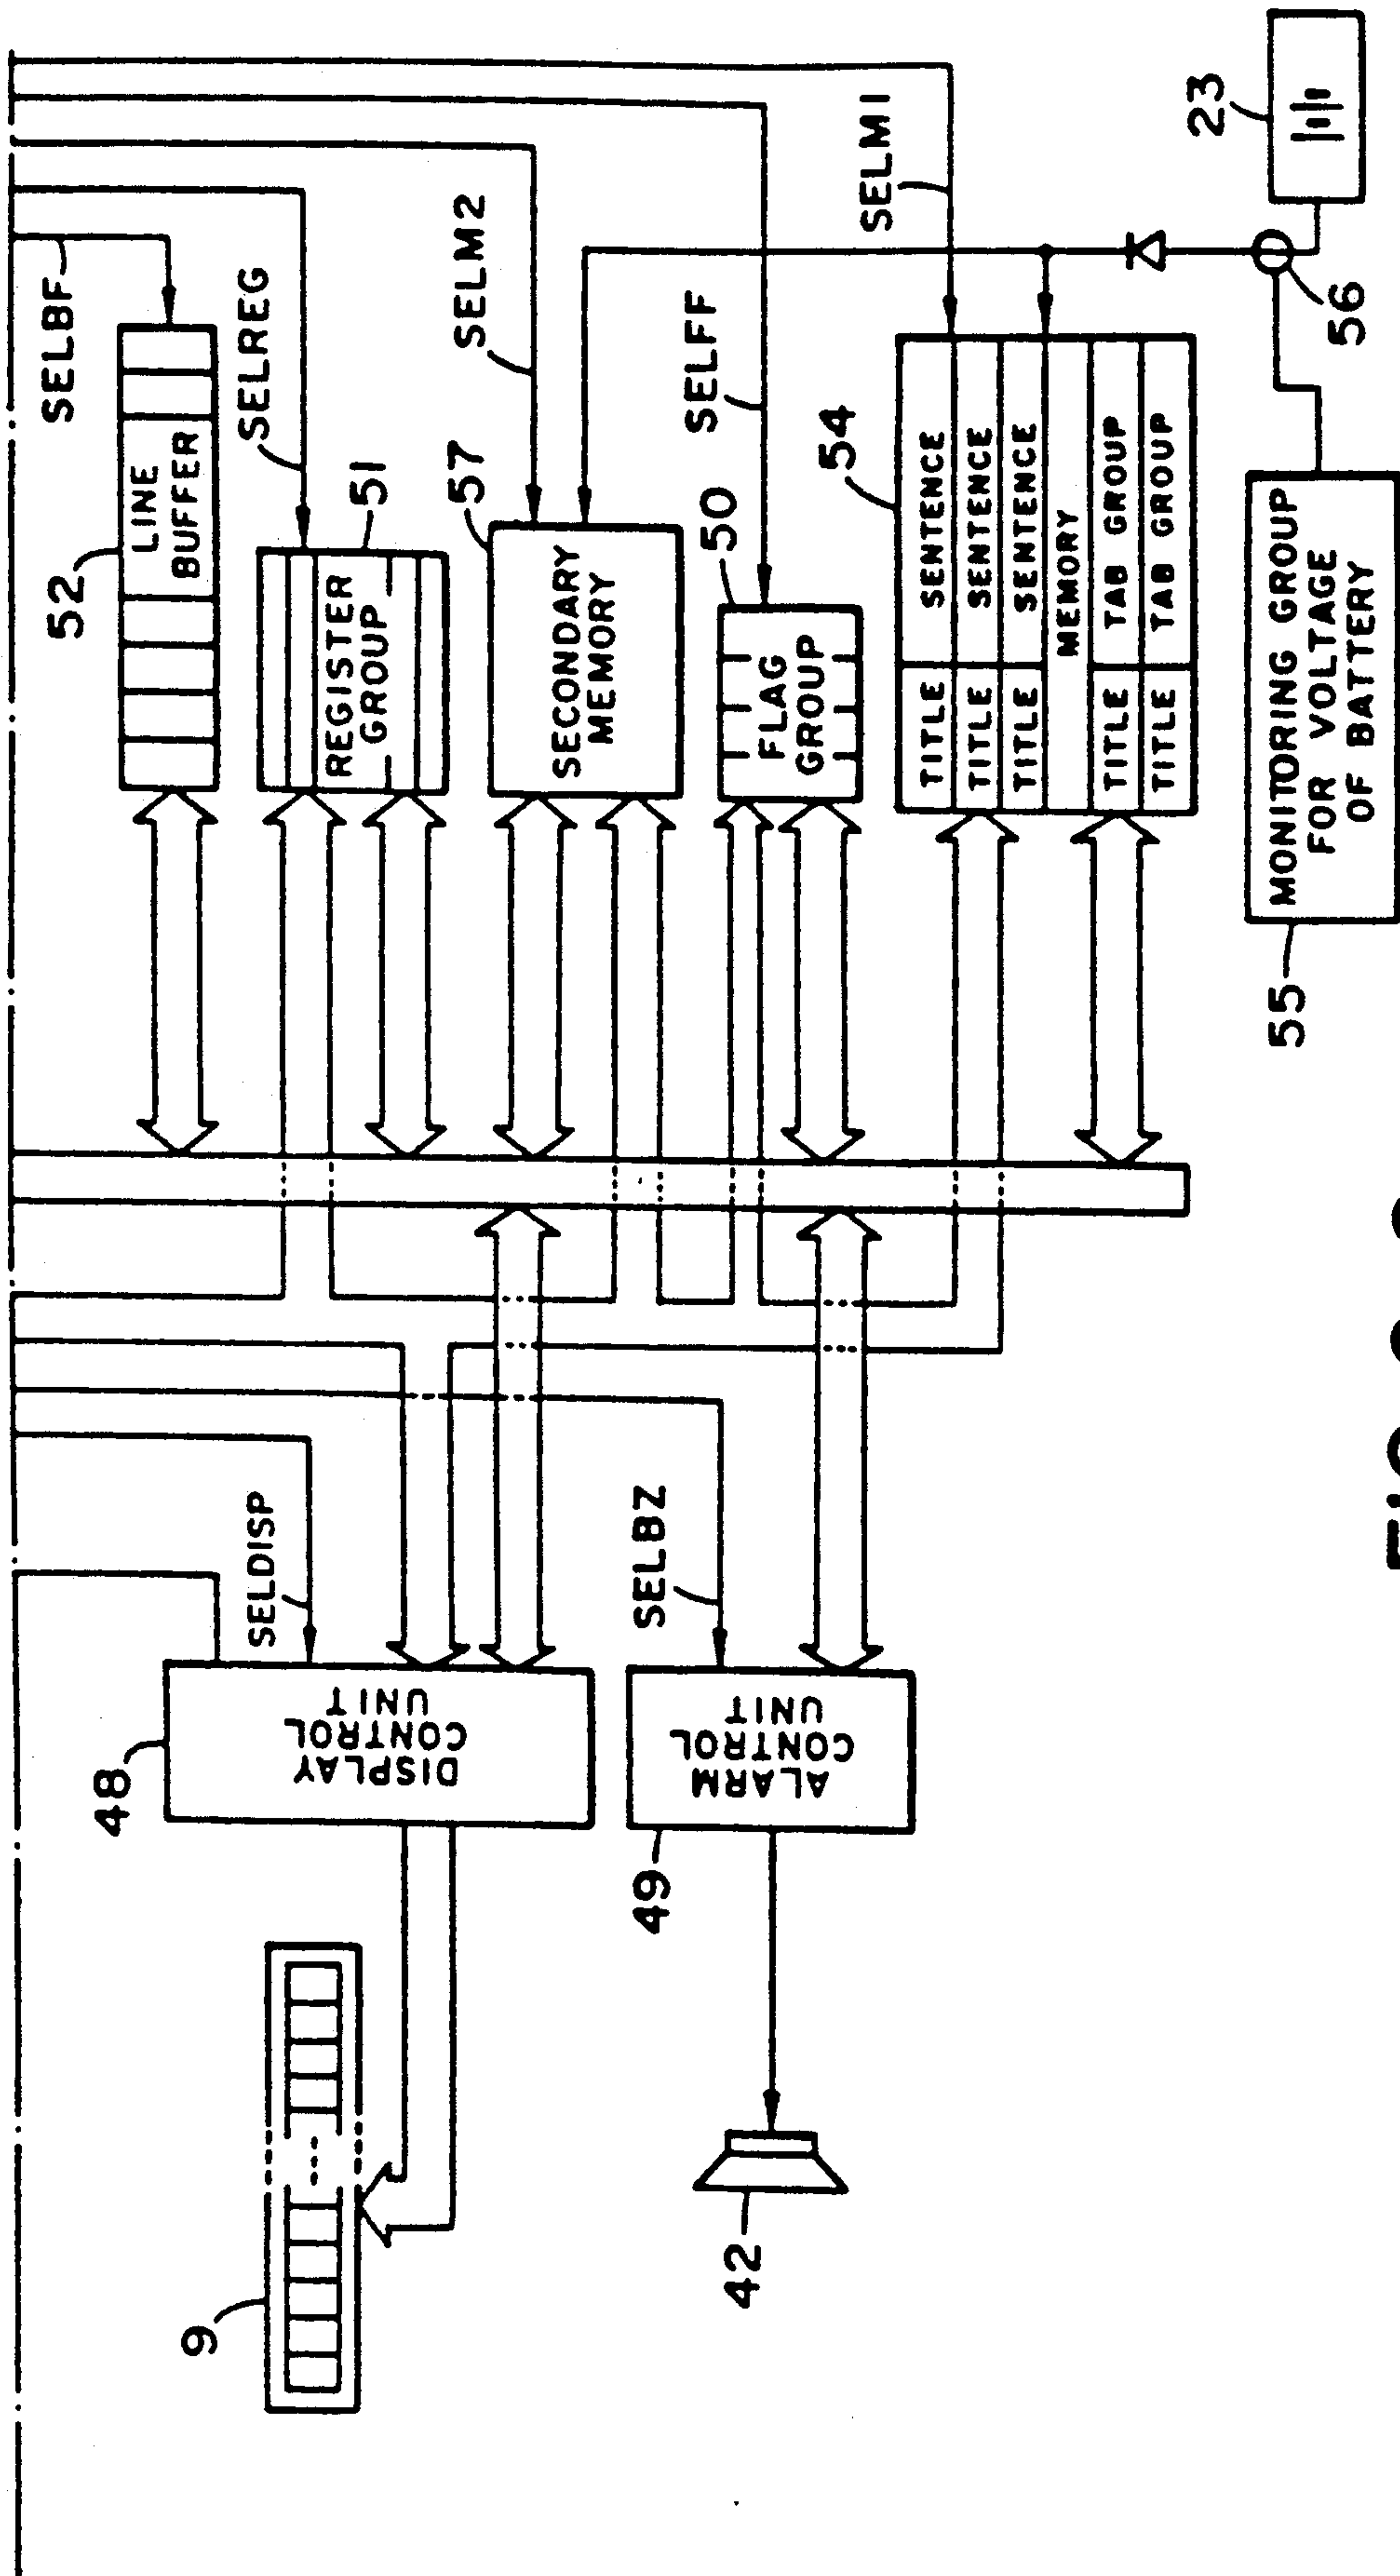 SELBF
52
LINE
BUFFER
SELREG
51
REGISTER
GROUP
SELM2
57
SECONDARY
MEMORY
SELFF
50
FLAG
GROUP
SELM1
54
TITLE SENTENCE
TITLE SENTENCE
TITLE SENTENCE
MEMORY
TITLE TAB GROUP
TITLE TAB GROUP
23
56
55
MONITORING GROUP
FOR VOLTAGE
OF BATTERY
SELDISP
48
DISPLAY
CONTROL
UNIT
SELBZ
49
ALARM
CONTROL
UNIT
9
42